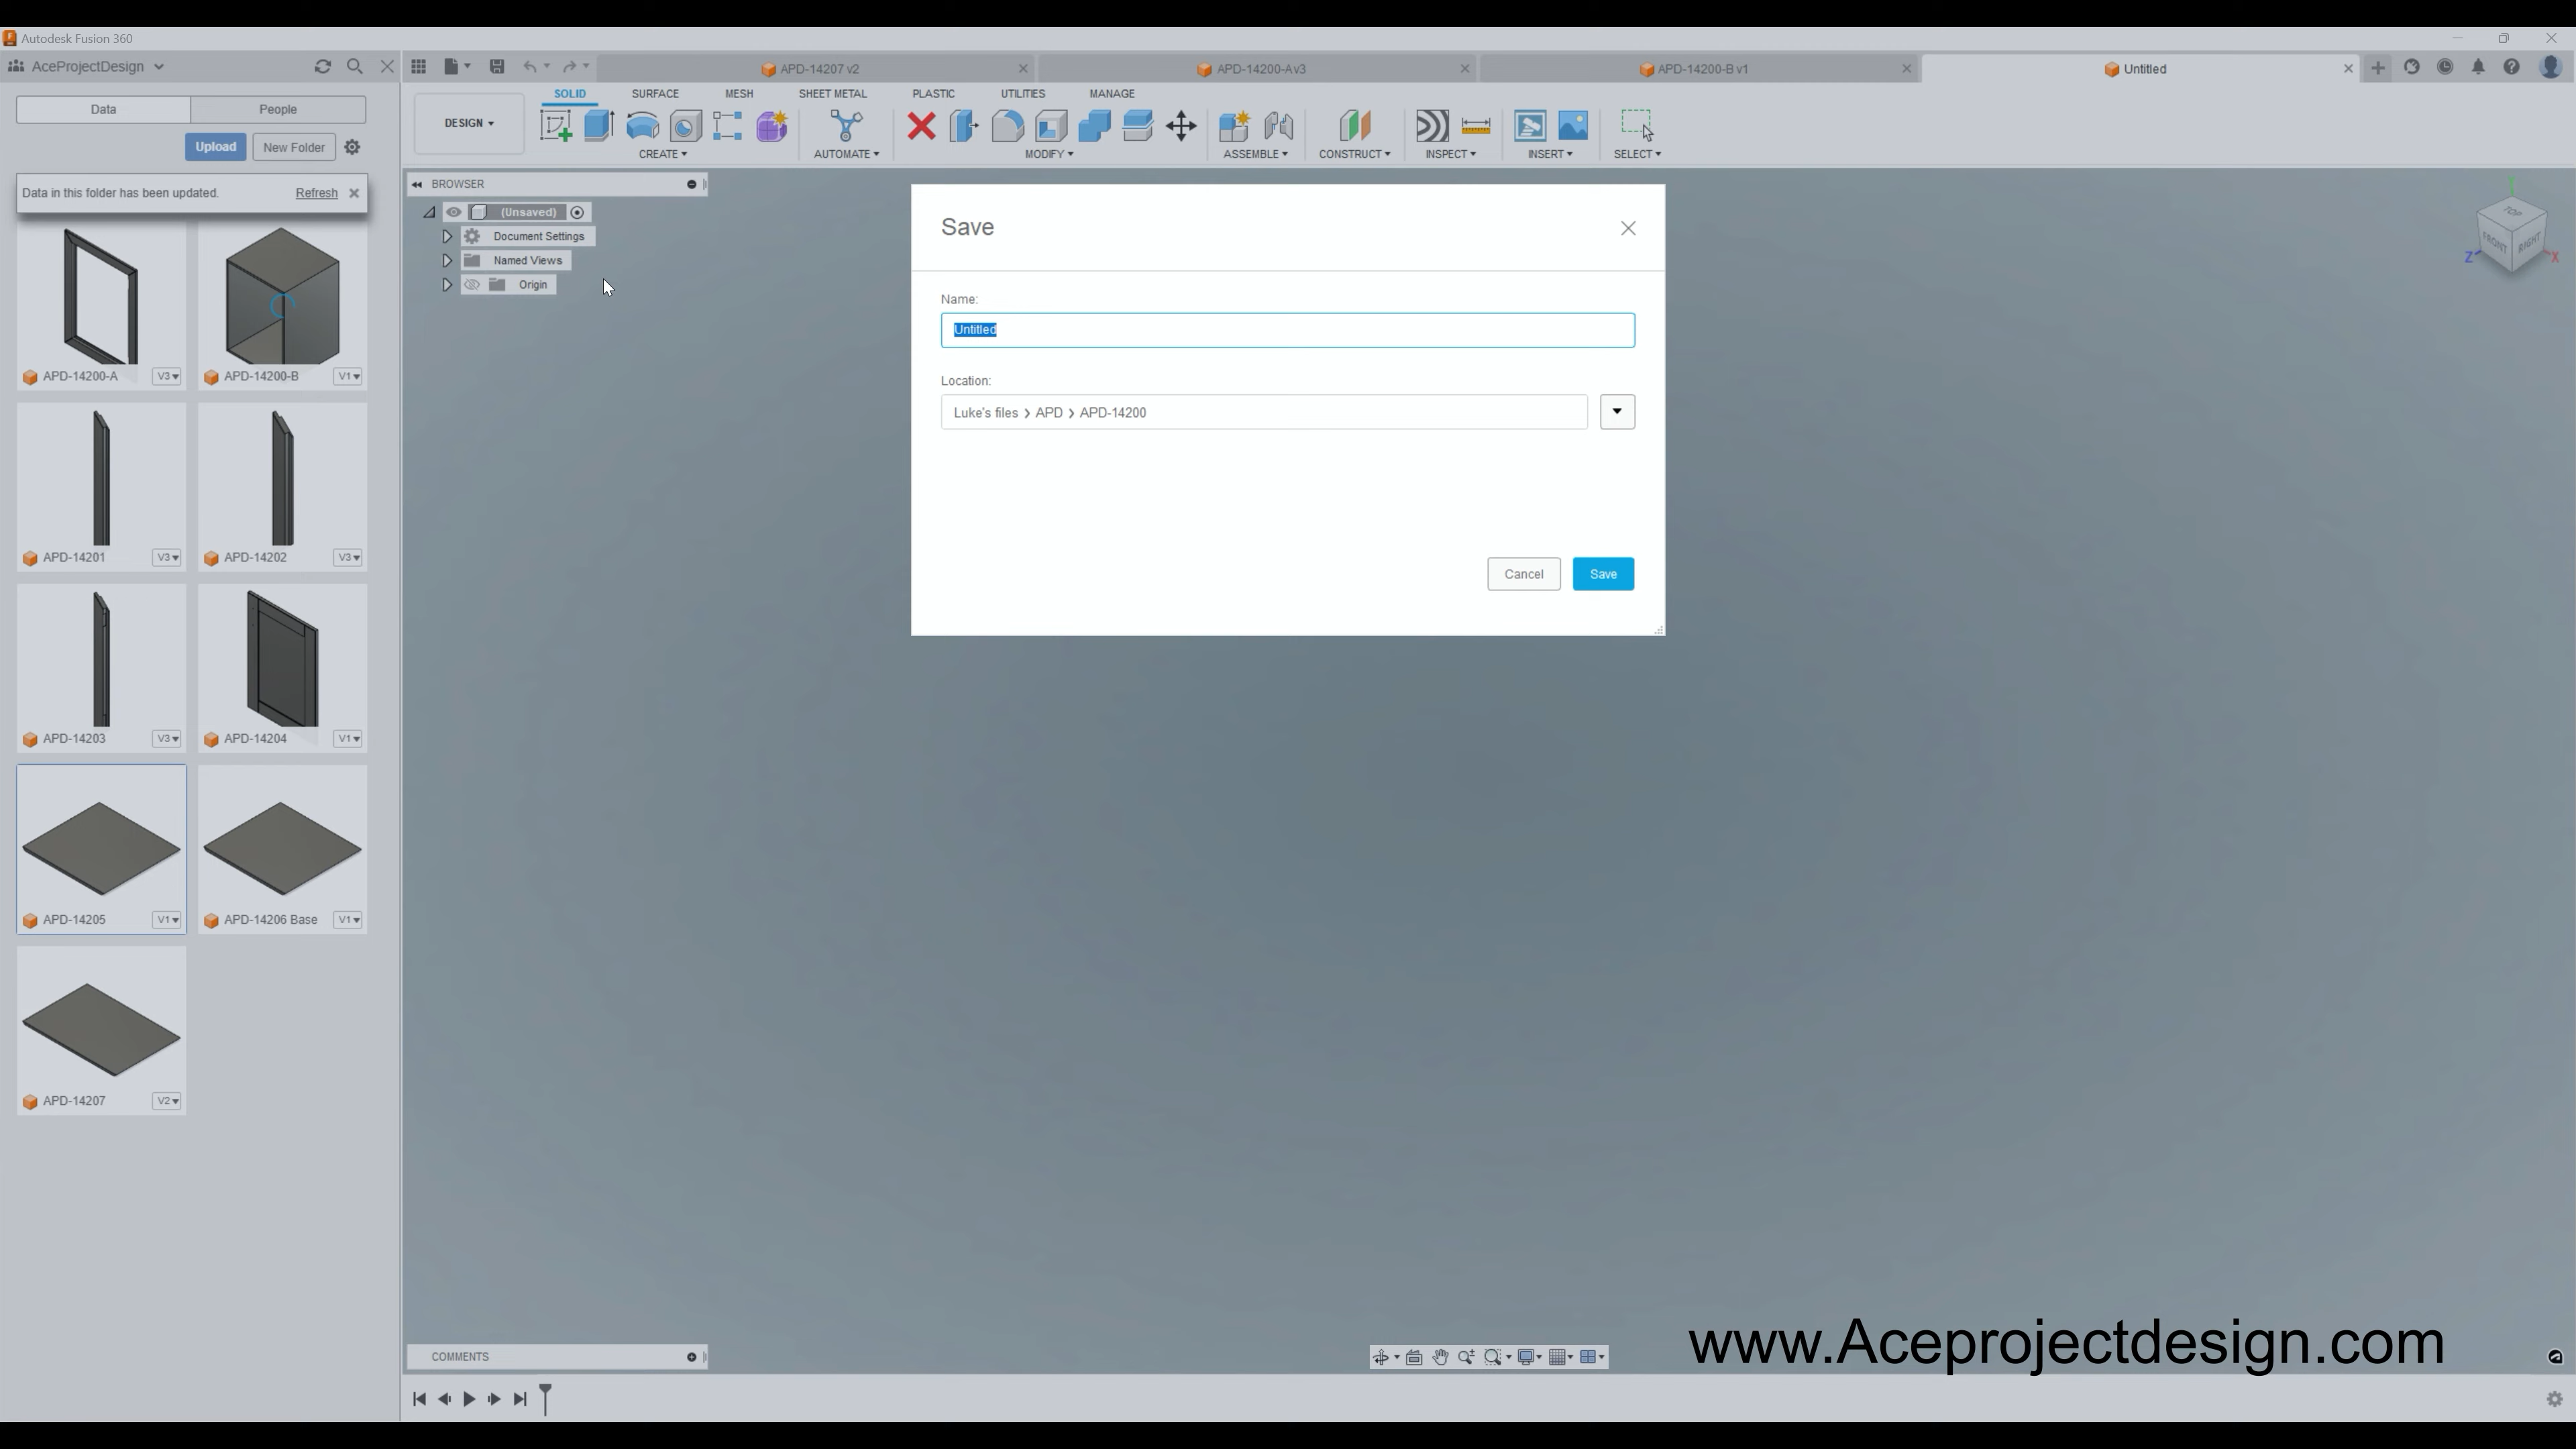 Autodesk Fusion 360
AceProjectDesign
APD-14207 v2
APD-14200-A v3
APD-14200-B v1
Untitled
Data
People
Upload
New Folder
Data in this folder has been updated.
Refresh
DESIGN
SOLID
SURFACE
MESH
SHEET METAL
PLASTIC
UTILITIES
MANAGE
CREATE
AUTOMATE
MODIFY
ASSEMBLE
CONSTRUCT
INSPECT
INSERT
SELECT
BROWSER
(Unsaved)
Document Settings
Named Views
Origin
Save
Name:
Untitled
Location:
Luke's files > APD > APD-14200
Cancel
Save
TOP
FRONT
RIGHT
Y
Z
X
APD-14200-A
V3
APD-14200-B
V1
APD-14201
V3
APD-14202
V3
APD-14203
V3
APD-14204
V1
APD-14205
V1
APD-14206 Base
V1
APD-14207
V2
COMMENTS
www.Aceprojectdesign.com